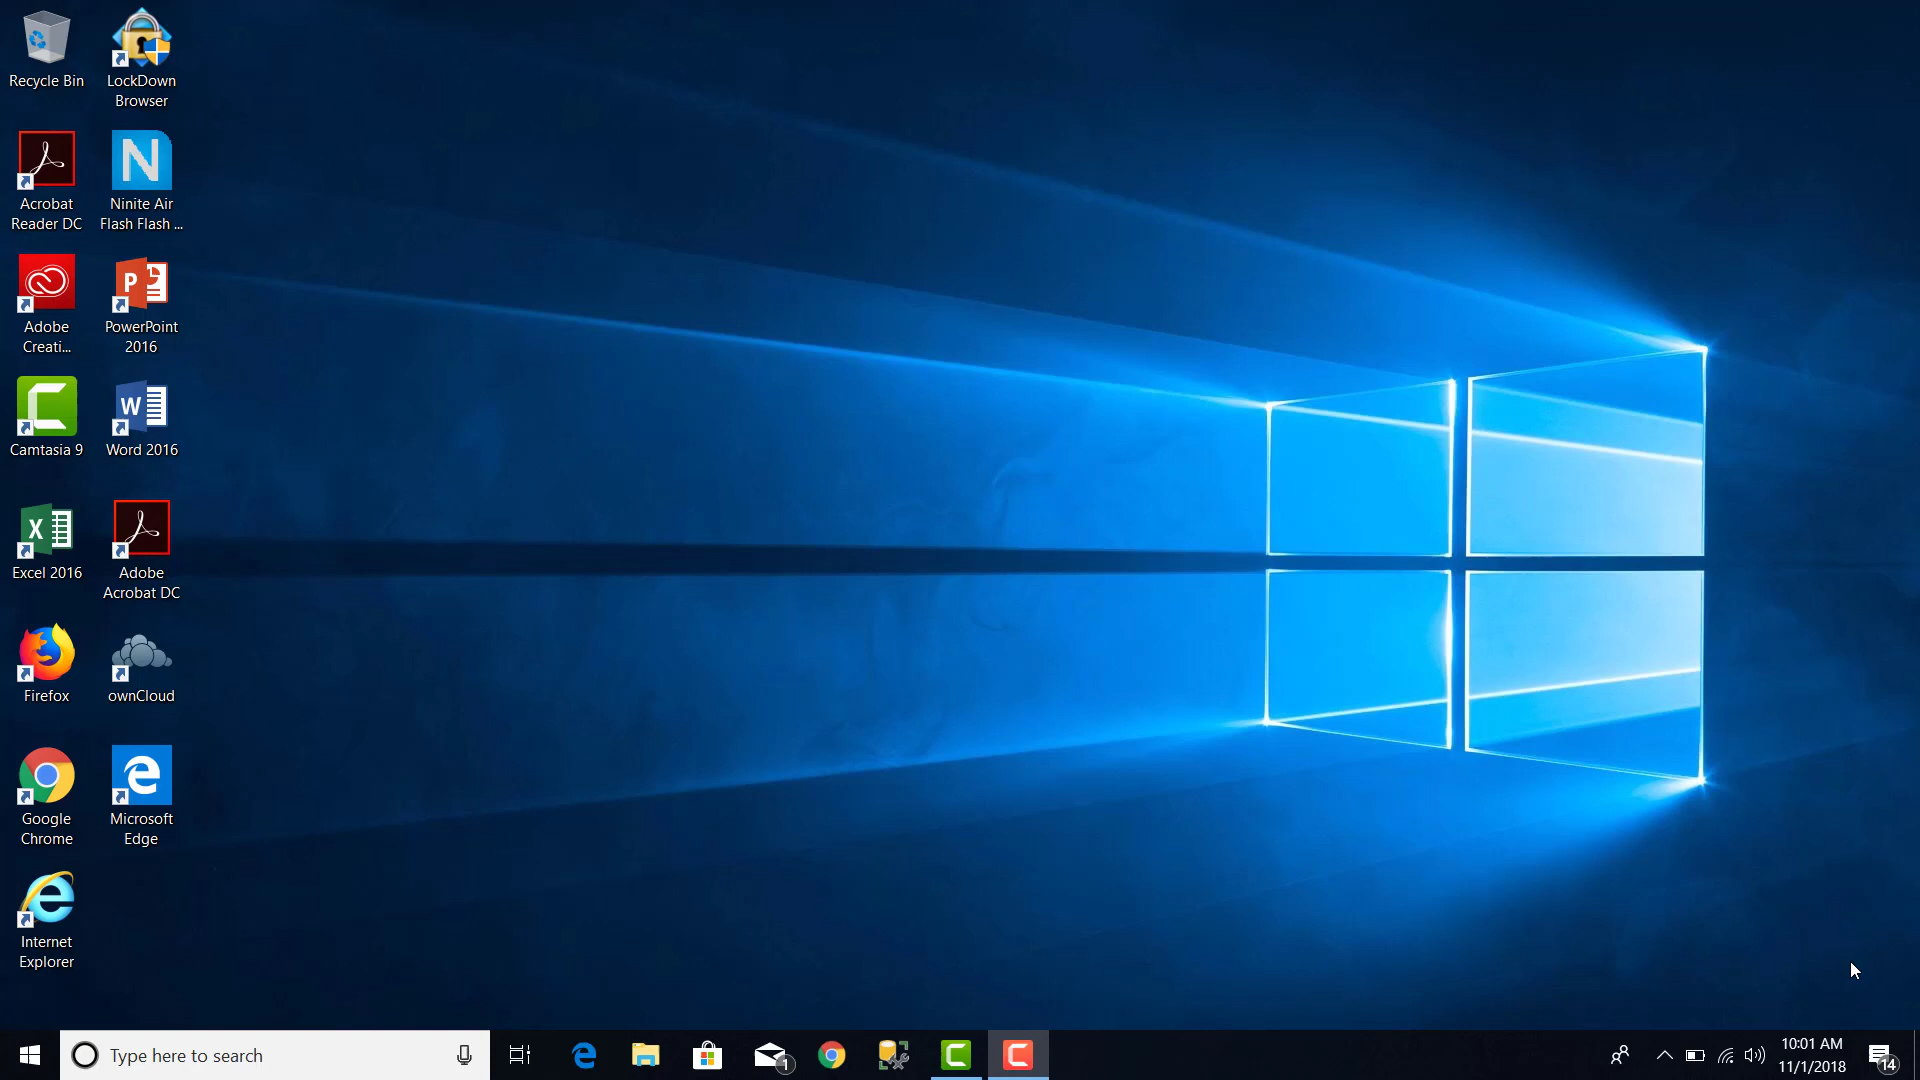 Recycle Bin
LockDown
Browser
Acrobat
Reader DC
Ninite Air
Flash Flash ...
Adobe
Creati...
PowerPoint
2016
Camtasia 9
Word 2016
Excel 2016
Adobe
Acrobat DC
Firefox
ownCloud
Google
Chrome
Microsoft
Edge
Internet
Explorer
Type here to search
1
10:01 AM
11/1/2018
14